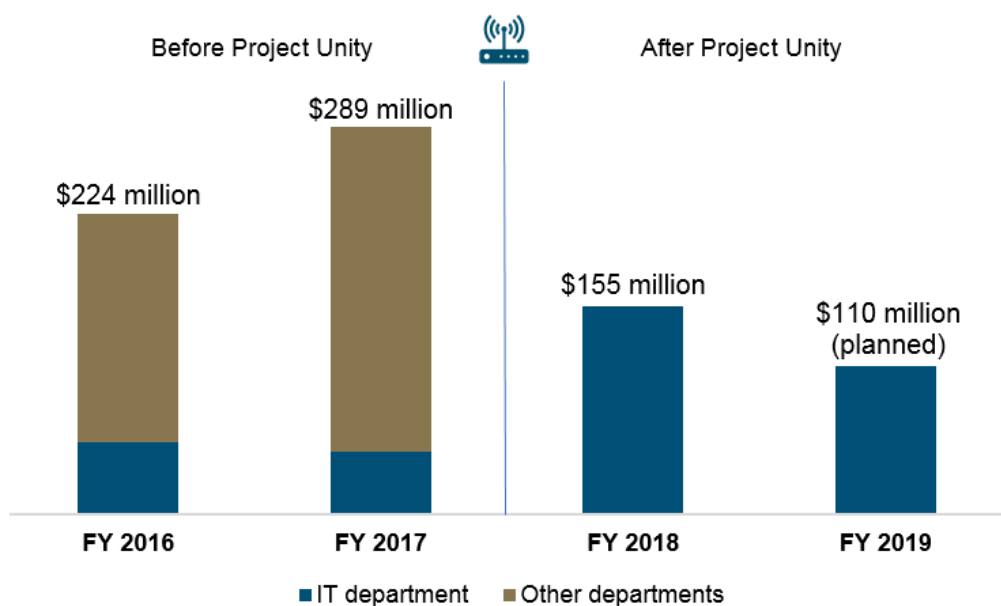 Before Project Unity
After Project Unity
$289 million
$224 million
$155 million
$110 million
(planned)
FY 2016
FY 2017
FY 2018
FY 2019
IT department
Other departments